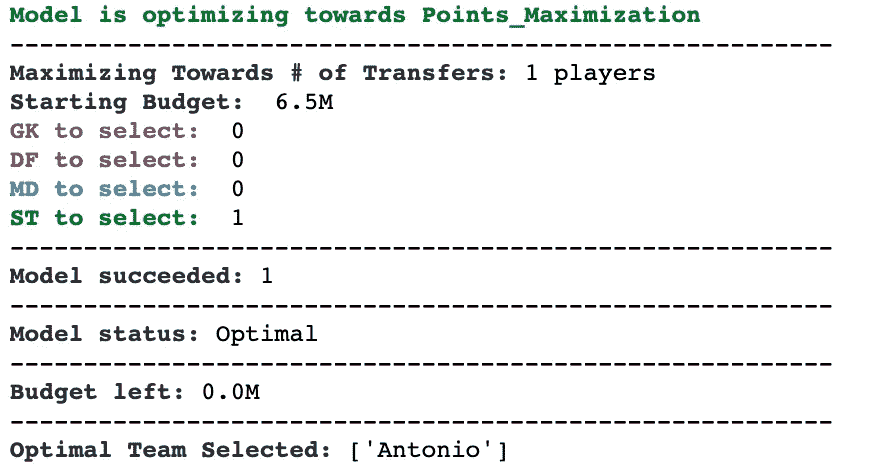 Model is optimizing towards Points_Maximization
--------------------------------------------------------
Maximizing Towards # of Transfers: 1 players
Starting Budget:  6.5M
GK to select:  0
DF to select:  0
MD to select:  0
ST to select:  1
--------------------------------------------------------
Model succeeded: 1
--------------------------------------------------------
Model status: Optimal
--------------------------------------------------------
Budget left: 0.0M
--------------------------------------------------------
Optimal Team Selected: ['Antonio']